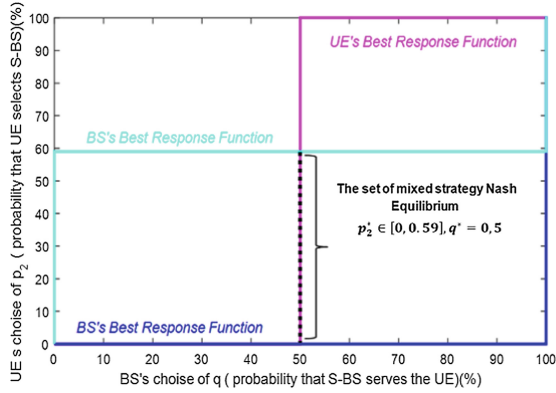 UE s choise of p2 ( probability that UE selects S-BS)(%)
100
90
80
70
60
50
40
30
20
10
0
UE's Best Response Function
BS's Best Response Function
The set of mixed strategy Nash
Equilibrium
p₂* ∈ [0, 0.59], q* = 0,5
BS's Best Response Function
0 10 20 30 40 50 60 70 80 90 100
BS's choise of q ( probability that S-BS serves the UE)(%)